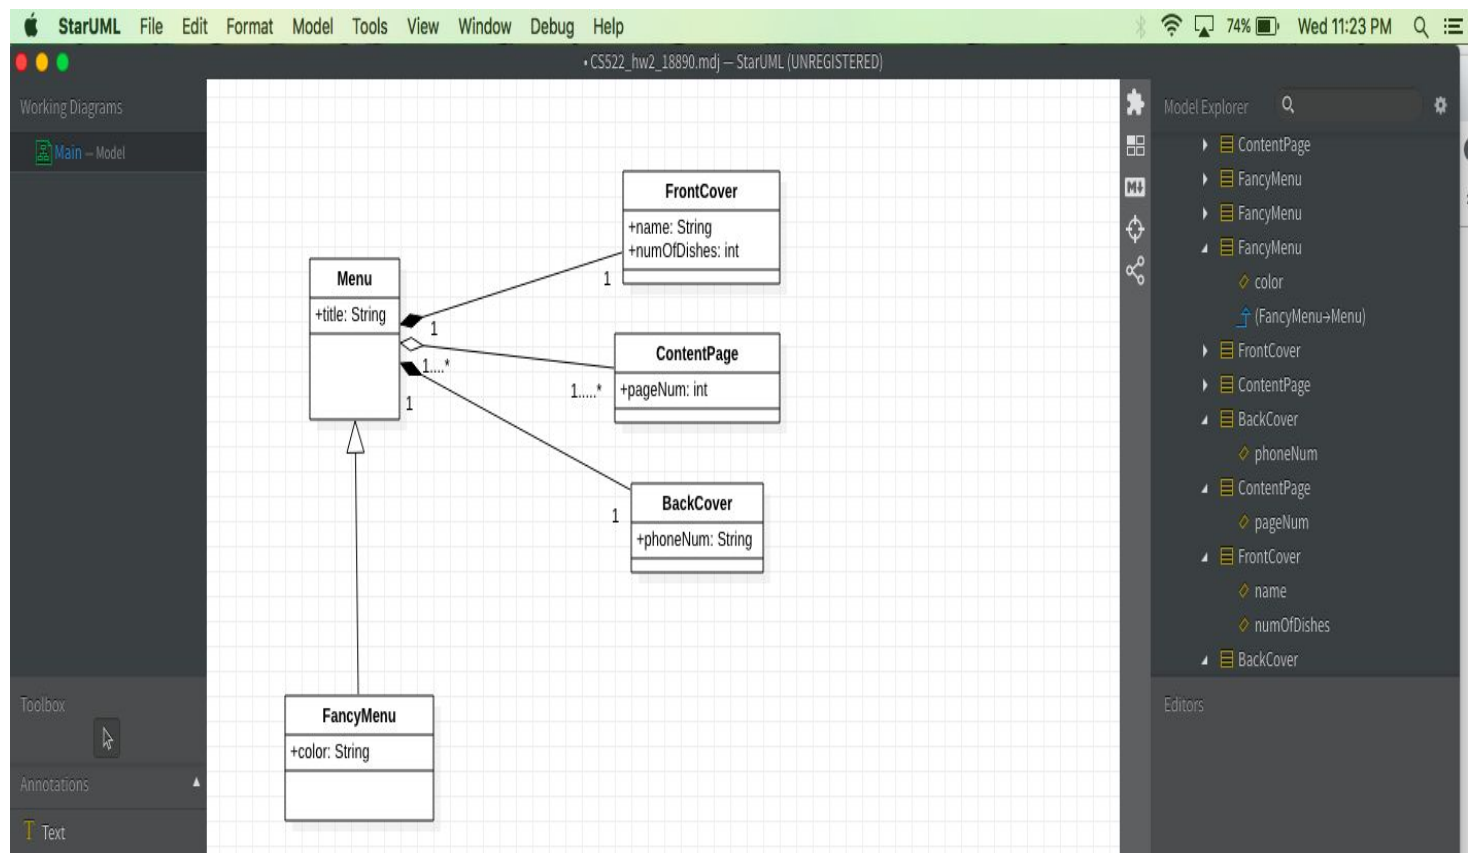 StarUML File Edit Format Model Tools View Window Debug Help 74% Wed 11:23 PM
• CS522_hw2_18890.mdj — StarUML (UNREGISTERED)
Working Diagrams
Main — Model
Toolbox
Annotations
T Text
FrontCover
+name: String
+numOfDishes: int
1
Menu
+title: String
1
1....*
1
ContentPage
+pageNum: int
1.....*
BackCover
+phoneNum: String
1
FancyMenu
+color: String
M
Model Explorer
ContentPage
FancyMenu
FancyMenu
FancyMenu
color
(FancyMenu→Menu)
FrontCover
ContentPage
BackCover
phoneNum
ContentPage
pageNum
FrontCover
name
numOfDishes
BackCover
Editors